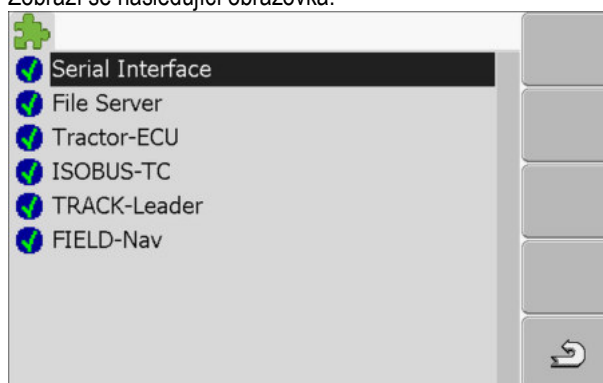 Zobrazí se následující obrazovka:
Serial Interface
File Server
Tractor-ECU
ISOBUS-TC
TRACK-Leader
FIELD-Nav